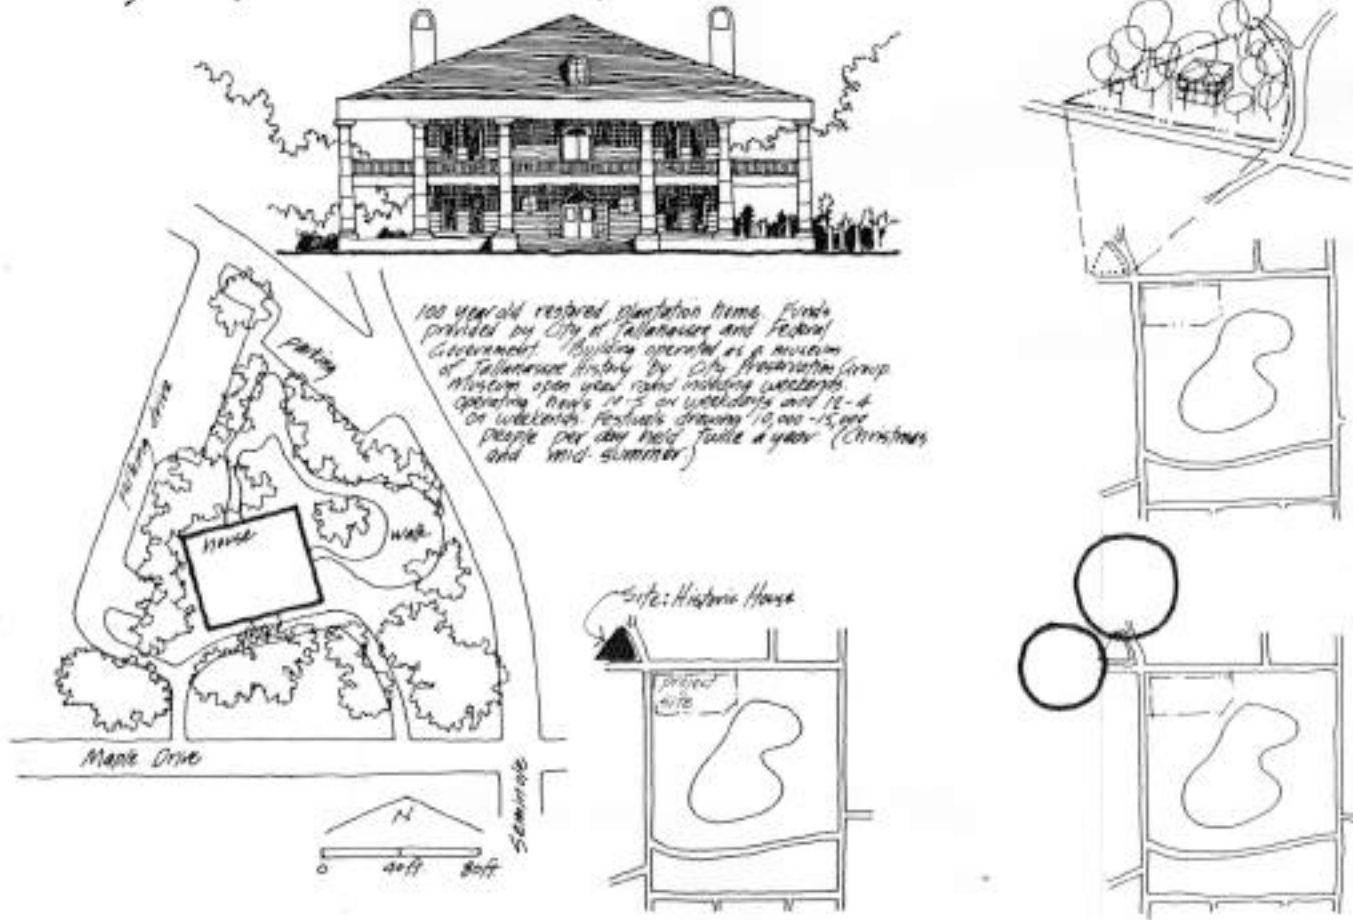 100 year old restored plantation home. Funds
provided by City of Tallahassee and Federal
Government. Building operated as a museum
of Tallahassee History by City Preservation Group
Museum open year round including weekends.
operating hours 10-5 on weekdays and 12-4
on weekends. Festivals drawing 10,000-15,000
people per day held twice a year (Christmas
and mid-summer)
parking
parking drive
house
walk
Site: Historic House
project
site
Maple Drive
Seminole
N
0 40ft 80ft